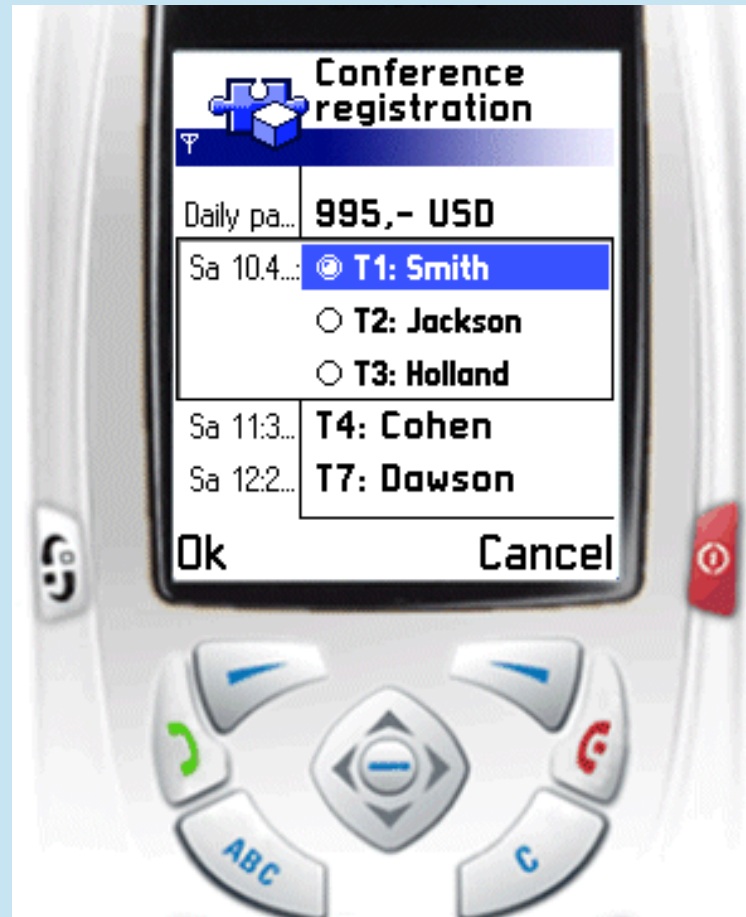 Conference
registration
Daily pa... 995,- USD
Sa 10.4...: T1: Smith
T2: Jackson
T3: Holland
Sa 11:3... T4: Cohen
Sa 12:2... T7: Dawson
Ok Cancel
ABC C